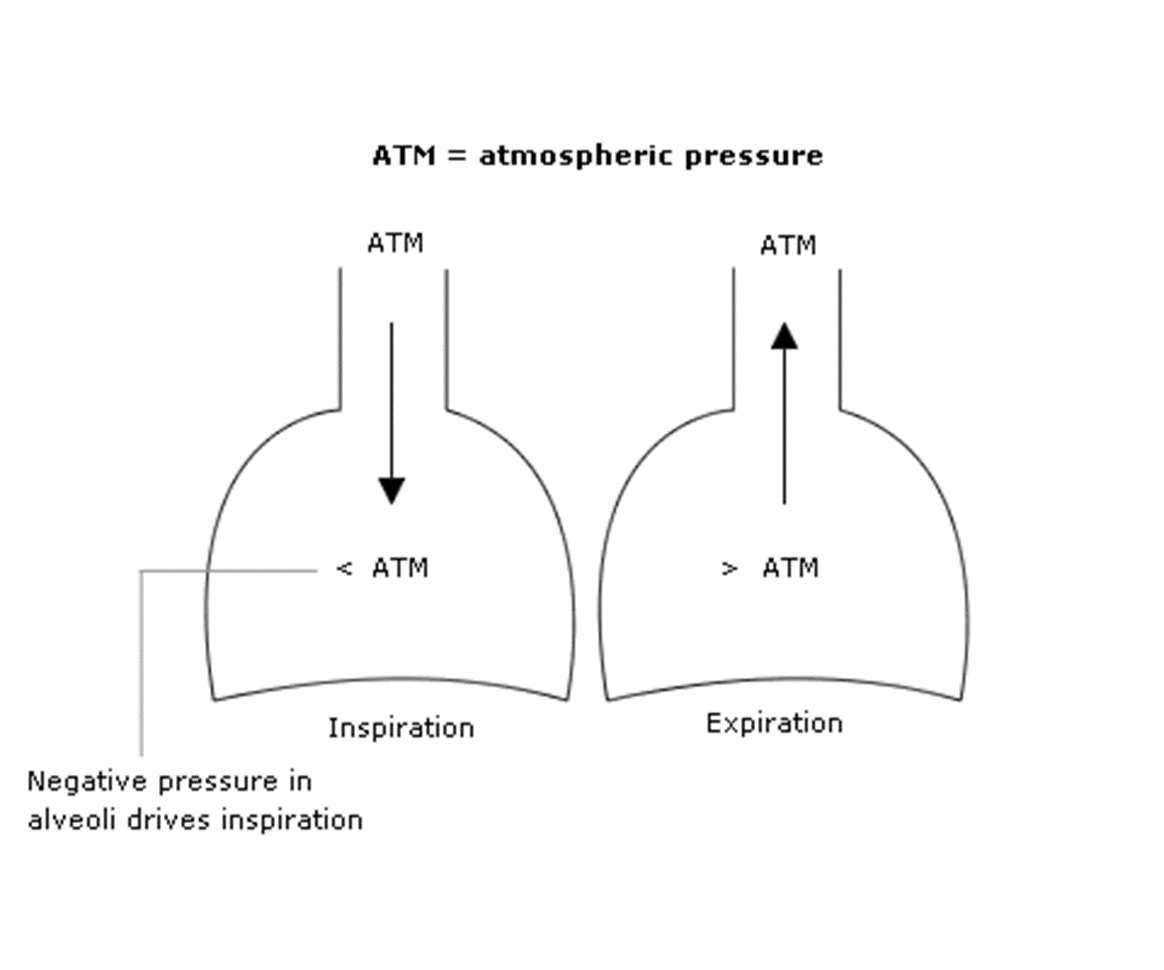 ATM = atmospheric pressure
ATM
ATM
< ATM
> ATM
Inspiration
Expiration
Negative pressure in
alveoli drives inspiration